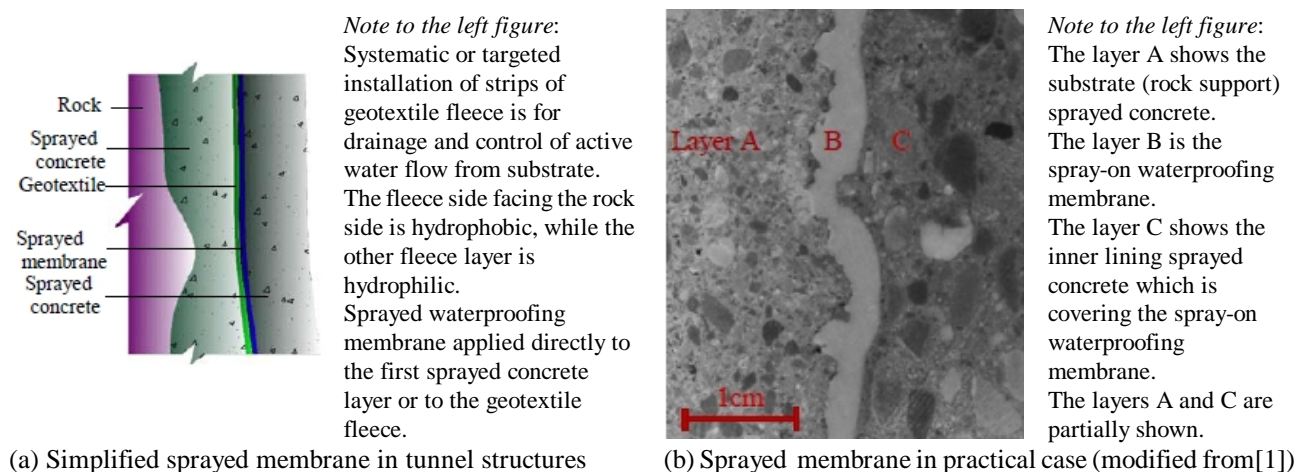 Rock
Sprayed
concrete
Geotextile
Sprayed
membrane
Sprayed
concrete
Note to the left figure:
Systematic or targeted
installation of strips of
geotextile fleece is for
drainage and control of active
water flow from substrate.
The fleece side facing the rock
side is hydrophobic, while the
other fleece layer is
hydrophilic.
Sprayed waterproofing
membrane applied directly to
the first sprayed concrete
layer or to the geotextile
fleece.
(a) Simplified sprayed membrane in tunnel structures
Layer A
B
C
1cm
Note to the left figure:
The layer A shows the
substrate (rock support)
sprayed concrete.
The layer B is the
spray-on waterproofing
membrane.
The layer C shows the
inner lining sprayed
concrete which is
covering the spray-on
waterproofing
membrane.
The layers A and C are
partially shown.
(b) Sprayed membrane in practical case (modified from[1])